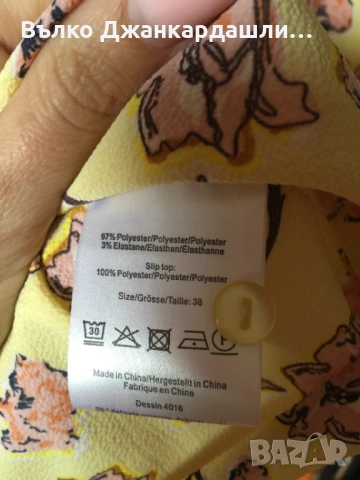 Вълко Джанкардашли...
97% Polyester/Polyester/Polyester
3% Elastane/Elasthan/Élasthanne
Slip top:
100% Polyester/Polyester/Polyester
Size/Grösse/Taille: 38
30
Made in China/Hergestellt in China
Fabrique en Chine
Dessin 4016
BAZAR